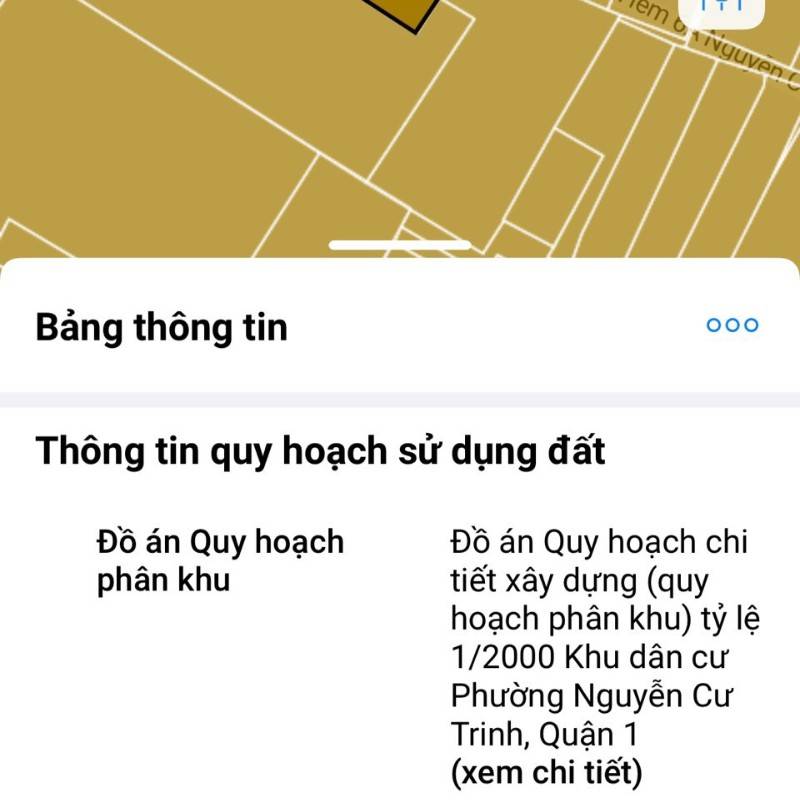 Hẻm 6A Nguyễn C
Bảng thông tin
Thông tin quy hoạch sử dụng đất
Đồ án Quy hoạch
phân khu
Đồ án Quy hoạch chi
tiết xây dựng (quy
hoạch phân khu) tỷ lệ
1/2000 Khu dân cư
Phường Nguyễn Cư
Trinh, Quận 1
(xem chi tiết)